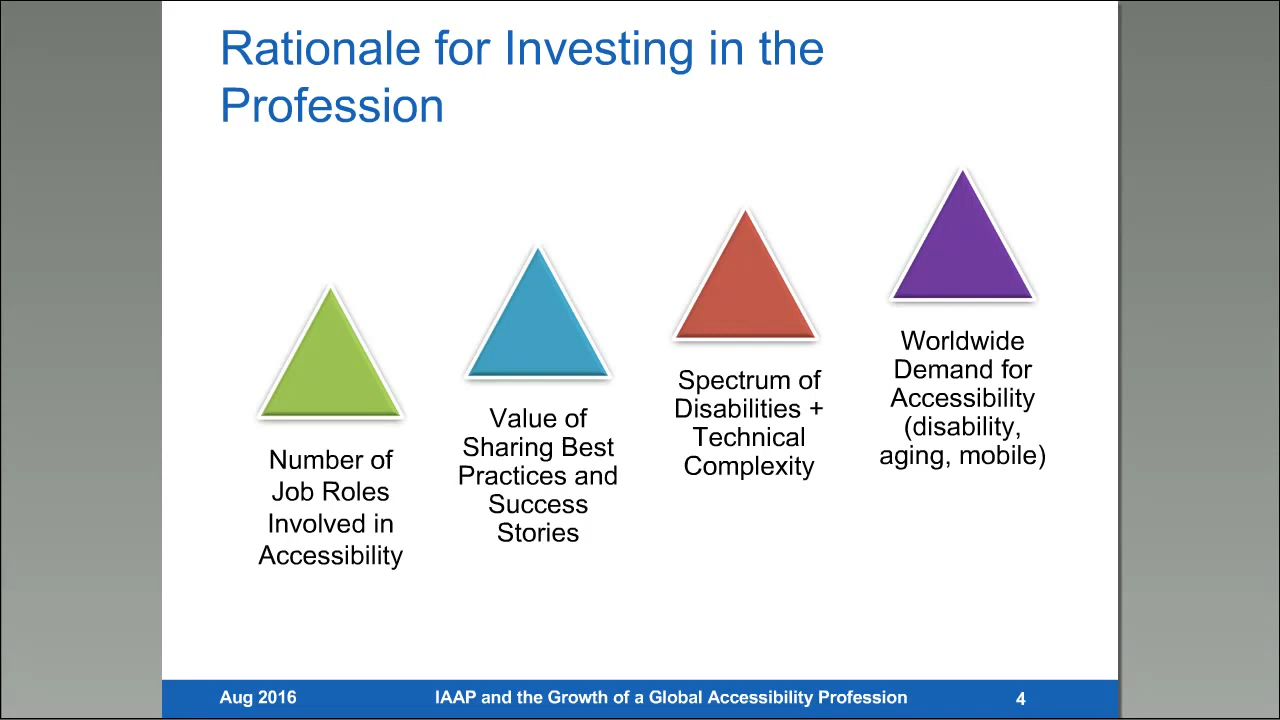 Rationale for Investing in the
Profession
Number of
Job Roles
Involved in
Accessibility
Value of
Sharing Best
Practices and
Success
Stories
Spectrum of
Disabilities +
Technical
Complexity
Worldwide
Demand for
Accessibility
(disability,
aging, mobile)
Aug 2016
IAAP and the Growth of a Global Accessibility Profession
4